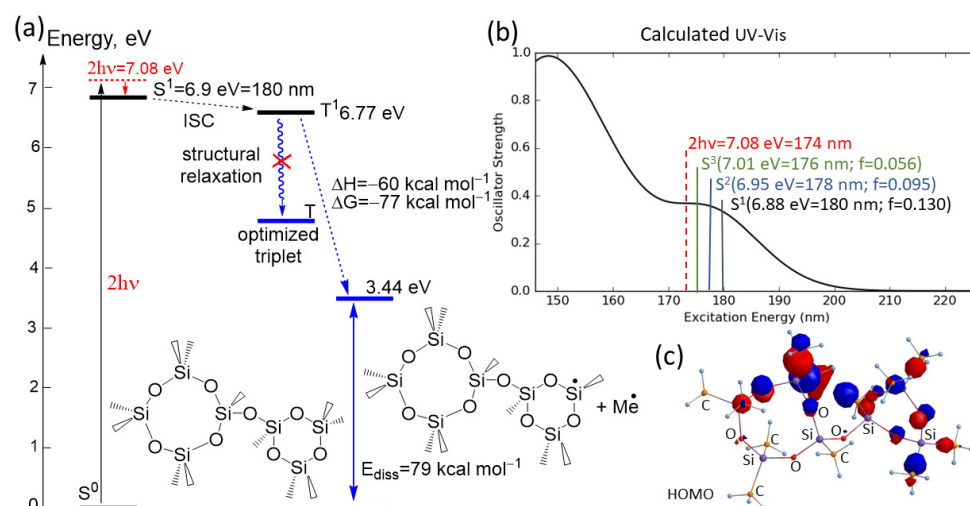 (a)
Energy, eV
2hν=7.08 eV
7
S¹=6.9 eV=180 nm
ISC
T¹6.77 eV
structural
relaxation
6
ΔH=−60 kcal mol⁻¹
ΔG=−77 kcal mol⁻¹
5
T
optimized
triplet
4
2hν
3.44 eV
3
2
1
0
S⁰
Si
O
Si
O
Si
O
Si
O
O
Si
O
Si
O
Si
O
E_diss=79 kcal mol⁻¹
Si
O
Si
O
Si
O
Si
O
O
Si
O
Si
O
Si
O
+ Me•
(b)
Calculated UV-Vis
Oscillator Strength
1.0
0.8
0.6
0.4
0.2
0.0
2hν=7.08 eV=174 nm
S³(7.01 eV=176 nm; f=0.056)
S²(6.95 eV=178 nm; f=0.095)
S¹(6.88 eV=180 nm; f=0.130)
150
160
170
180
190
200
210
220
Excitation Energy (nm)
(c)
C
O
Si
O
Si
O
C
O
Si
Si
C
C
HOMO